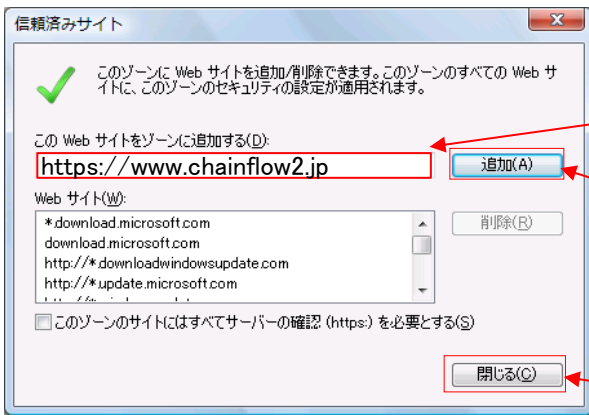 信頼済みサイト
このゾーンに Web サイトを追加/削除できます。このゾーンのすべての Web サ
イトに、このゾーンのセキュリティの設定が適用されます。
この Web サイトをゾーンに追加する(D):
https://www.chainflow2.jp
追加(A)
Web サイト(W):
*.download.microsoft.com
download.microsoft.com
http://*.downloadwindowsupdate.com
http://*.update.microsoft.com
削除(R)
このゾーンのサイトにはすべてサーバーの確認 (https:) を必要とする(S)
閉じる(C)